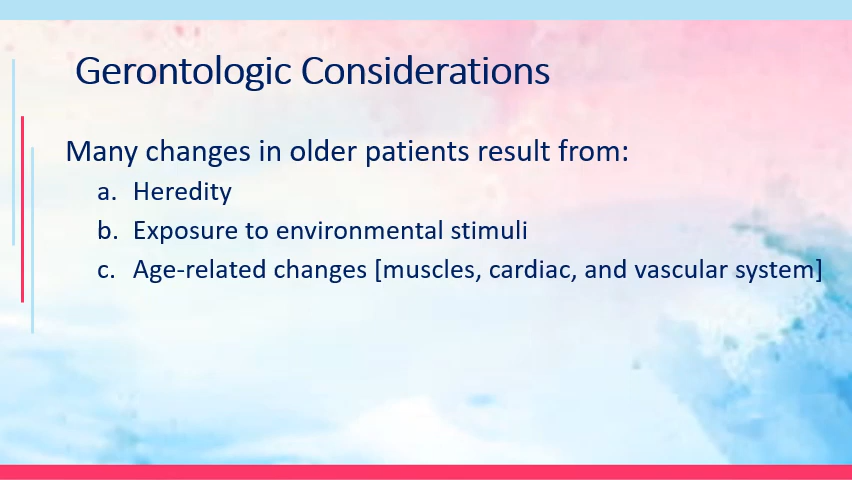 Gerontologic Considerations
Many changes in older patients result from:
a. Heredity
b. Exposure to environmental stimuli
c. Age-related changes [muscles, cardiac, and vascular system]